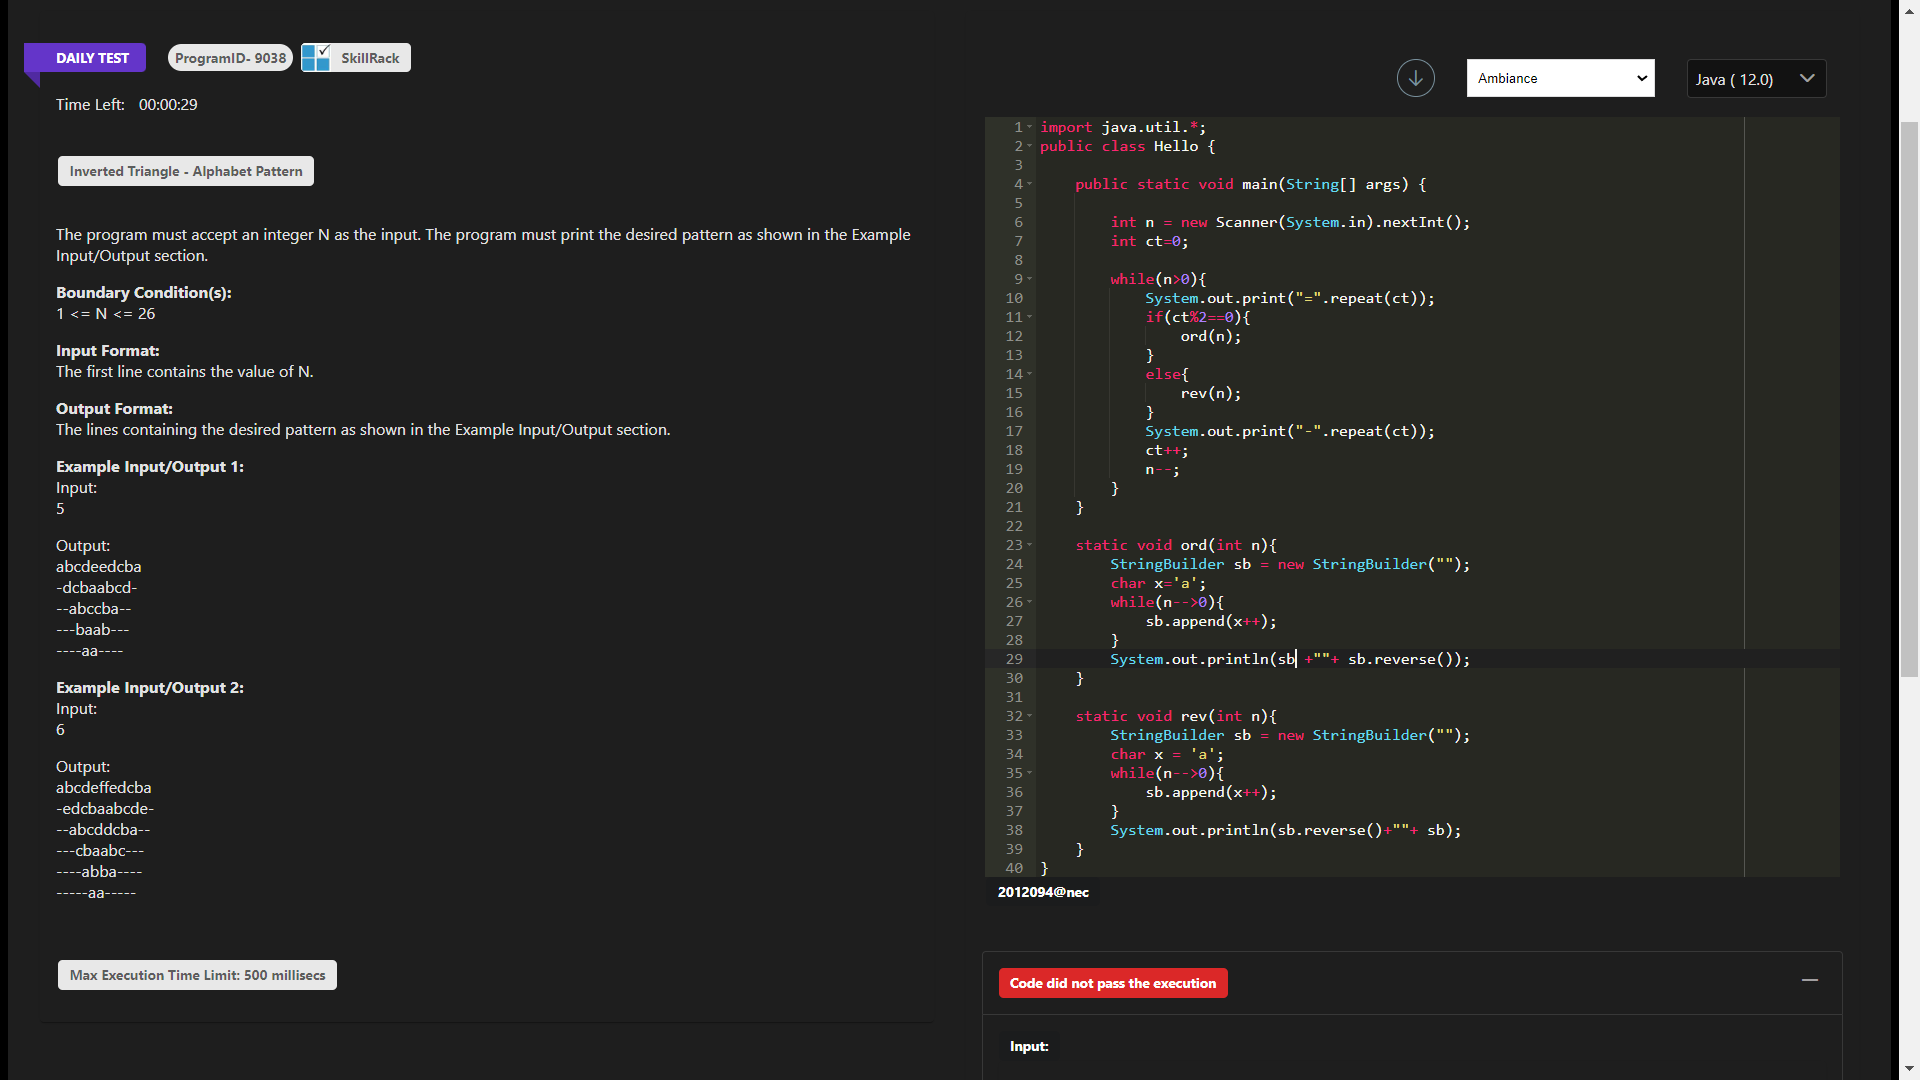 DAILY TEST
ProgramID- 9038
SkillRack
Time Left: 00:00:29
Inverted Triangle - Alphabet Pattern
The program must accept an integer N as the input. The program must print the desired pattern as shown in the Example
Input/Output section.
Boundary Condition(s):
1 <= N <= 26
Input Format:
The first line contains the value of N.
Output Format:
The lines containing the desired pattern as shown in the Example Input/Output section.
Example Input/Output 1:
Input:
5
Output:
abcdeedcba
-dcbaabcd-
--abccba--
---baab---
----aa----
Example Input/Output 2:
Input:
6
Output:
abcdeffedcba
-edcbaabcde-
--abcddcba--
---cbaabc---
----abba----
-----aa-----
Max Execution Time Limit: 500 millisecs
Ambiance
Java ( 12.0)
1 import java.util.*;
2 public class Hello {
3
4     public static void main(String[] args) {
5
6         int n = new Scanner(System.in).nextInt();
7         int ct=0;
8
9         while(n>0){
10             System.out.print("=".repeat(ct));
11             if(ct%2==0){
12                 ord(n);
13             }
14             else{
15                 rev(n);
16             }
17             System.out.print("-".repeat(ct));
18             ct++;
19             n--;
20         }
21     }
22
23     static void ord(int n){
24         StringBuilder sb = new StringBuilder("");
25         char x='a';
26         while(n-->0){
27             sb.append(x++);
28         }
29         System.out.println(sb +""+ sb.reverse());
30     }
31
32     static void rev(int n){
33         StringBuilder sb = new StringBuilder("");
34         char x = 'a';
35         while(n-->0){
36             sb.append(x++);
37         }
38         System.out.println(sb.reverse()+""+ sb);
39     }
40 }
2012094@nec
Code did not pass the execution
Input: